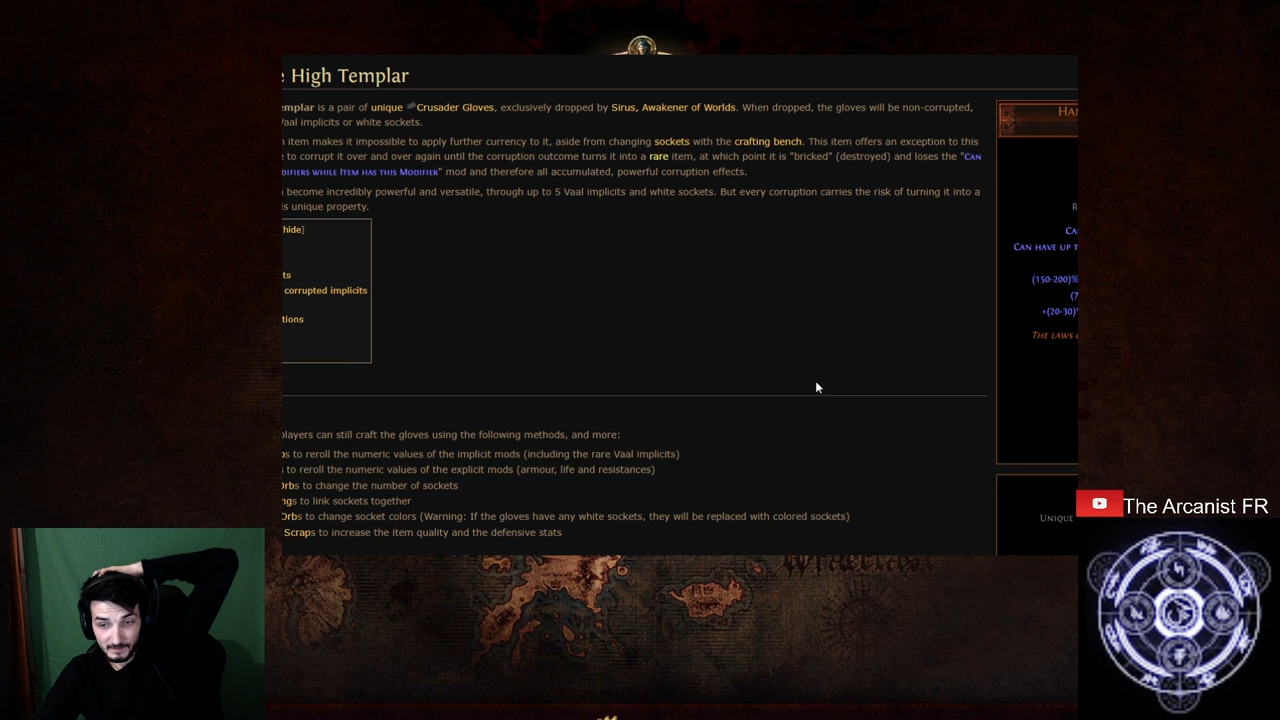 High Templar
emplar is a pair of unique Crusader Gloves, exclusively dropped by Sirus, Awakener of Worlds. When dropped, the gloves will be non-corrupted,
Vaal implicits or white sockets.
item makes it impossible to apply further currency to it, aside from changing sockets with the crafting bench. This item offers an exception to this
e to corrupt it over and over again until the corruption outcome turns it into a rare item, at which point it is "bricked" (destroyed) and loses the "Can
difiers while Item has this Modifier" mod and therefore all accumulated, powerful corruption effects.
become incredibly powerful and versatile, through up to 5 Vaal implicits and white sockets. But every corruption carries the risk of turning it into a
is unique property.
hide]
ts
corrupted implicits
tions
Ha
R
Ca
Can have up t
(150-200)%
(7
+(20-30)%
The laws o
players can still craft the gloves using the following methods, and more:
s to reroll the numeric values of the implicit mods (including the rare Vaal implicits)
s to reroll the numeric values of the explicit mods (armour, life and resistances)
Orbs to change the number of sockets
ngs to link sockets together
Orbs to change socket colors (Warning: If the gloves have any white sockets, they will be replaced with colored sockets)
Scraps to increase the item quality and the defensive stats
Unique
The Arcanist FR